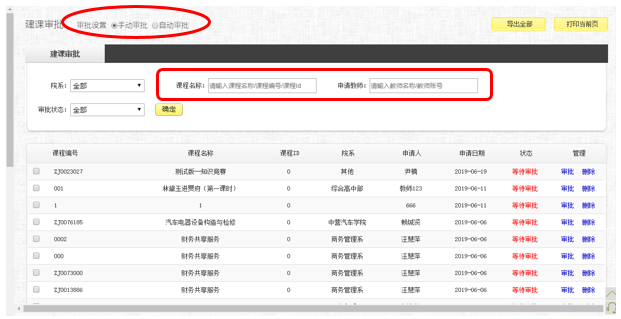 建课审批 审批设置 手动审批 自动审批 导出全部 打印当前页
建课审批
院系: 全部 课程名称: 请输入课程名称/课程编号/课程id 申请教师: 请输入教师名称/教师账号
审批状态: 全部 确定
课程编号 课程名称 课程ID 院系 申请人 申请日期 状态 管理
ZJ0023027 测试版—知识竞赛 0 其他 尹楠 2019-06-19 等待审批 审批 删除
001 林黛玉进贾府(第一课时) 0 综合高中部 教师123 2019-06-11 等待审批 审批 删除
1 1 0 666 2019-06-11 等待审批 审批 删除
ZJ0076185 汽车电器设备构造与检修 0 中营汽车学院 2019-06-06 等待审批 审批 删除
0002 财务共享服务 0 商务管理系 汪慧萍 2019-06-06 等待审批 审批 删除
000 财务共享服务 0 商务管理系 汪慧萍 2019-06-06 等待审批 审批 删除
ZJ0073000 财务共享服务 0 商务管理系 汪慧萍 2019-06-06 等待审批 审批 删除
ZJ0013886 财务共享服务 0 商务管理系 汪慧萍 2019-06-06 等待审批 审批 删除